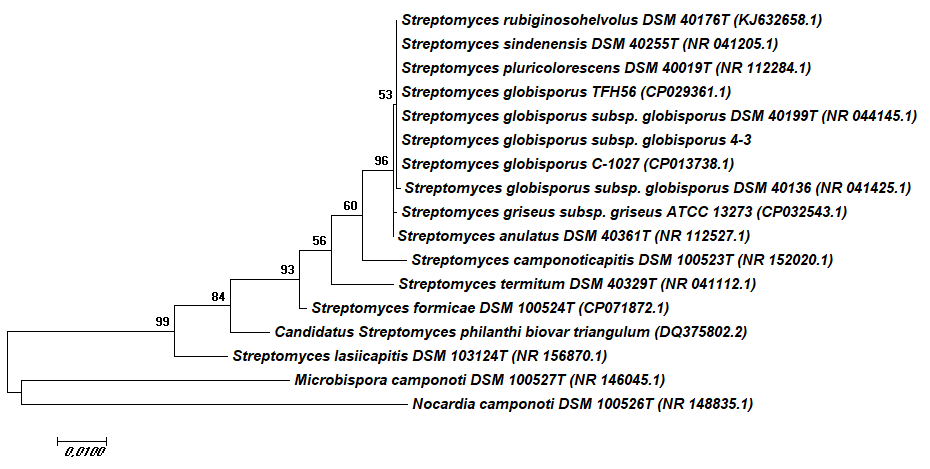 Streptomyces rubiginosohelvolus DSM 40176T (KJ632658.1)
Streptomyces sindenensis DSM 40255T (NR 041205.1)
Streptomyces pluricolorescens DSM 40019T (NR 112284.1)
53
Streptomyces globisporus TFH56 (CP029361.1)
Streptomyces globisporus subsp. globisporus DSM 40199T (NR 044145.1)
Streptomyces globisporus subsp. globisporus 4-3
96
Streptomyces globisporus C-1027 (CP013738.1)
Streptomyces globisporus subsp. globisporus DSM 40136 (NR 041425.1)
60
Streptomyces griseus subsp. griseus ATCC 13273 (CP032543.1)
Streptomyces anulatus DSM 40361T (NR 112527.1)
56
Streptomyces camponoticapitis DSM 100523T (NR 152020.1)
93
Streptomyces termitum DSM 40329T (NR 041112.1)
84
Streptomyces formicae DSM 100524T (CP071872.1)
99
Candidatus Streptomyces philanthi biovar triangulum (DQ375802.2)
Streptomyces lasiicapitis DSM 103124T (NR 156870.1)
Microbispora camponoti DSM 100527T (NR 146045.1)
Nocardia camponoti DSM 100526T (NR 148835.1)
0,0100